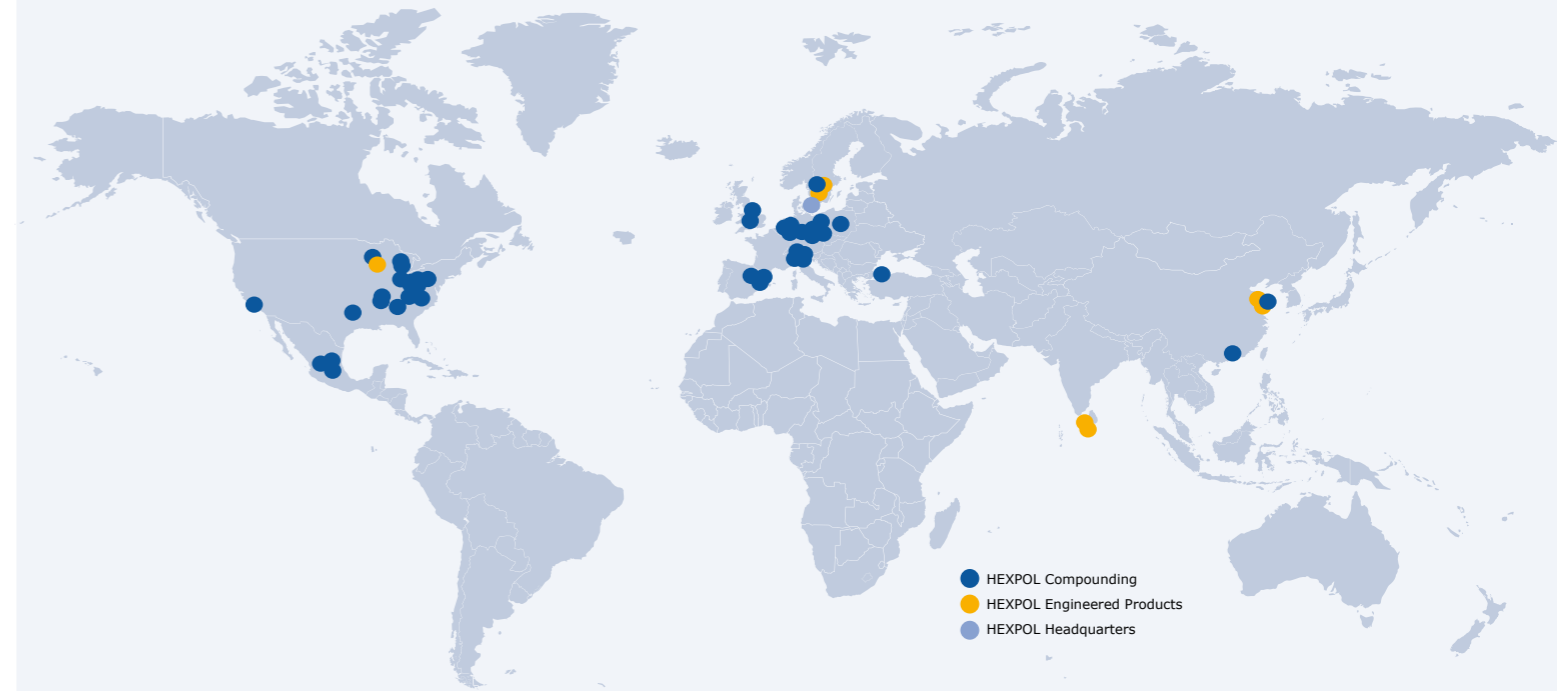 HEXPOL Compounding
HEXPOL Engineered Products
HEXPOL Headquarters